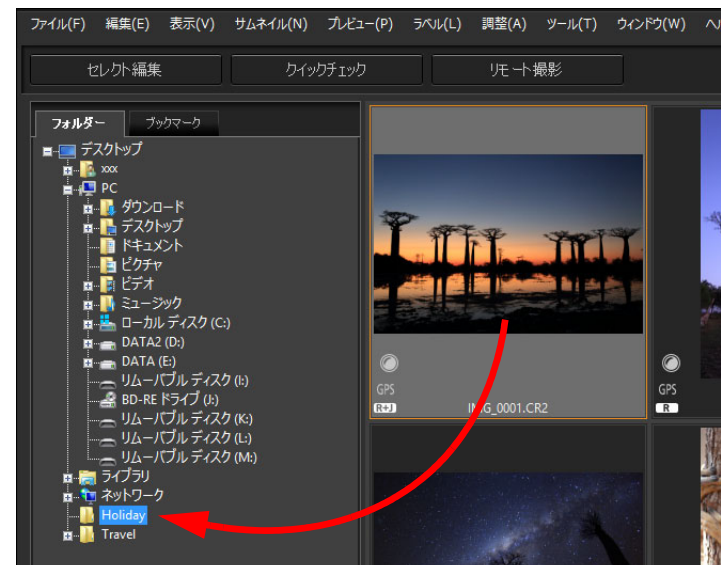 ファイル(F) 編集(E) 表示(V) サムネイル(N) プレビュー(P) ラベル(L) 調整(A) ツール(T) ウィンドウ(W)
セレクト編集 クイックチェック リモート撮影
フォルダー ブックマーク
デスクトップ
xxx
PC
ダウンロード
デスクトップ
ドキュメント
ピクチャ
ビデオ
ミュージック
ローカル ディスク (C:)
DATA2 (D:)
DATA (E:)
リムーバブル ディスク (I:)
BD-RE ドライブ (J:)
リムーバブル ディスク (K:)
リムーバブル ディスク (L:)
リムーバブル ディスク (M:)
ライブラリ
ネットワーク
Holiday
Travel
GPS
R+J IMG_0001.CR2
GPS
R